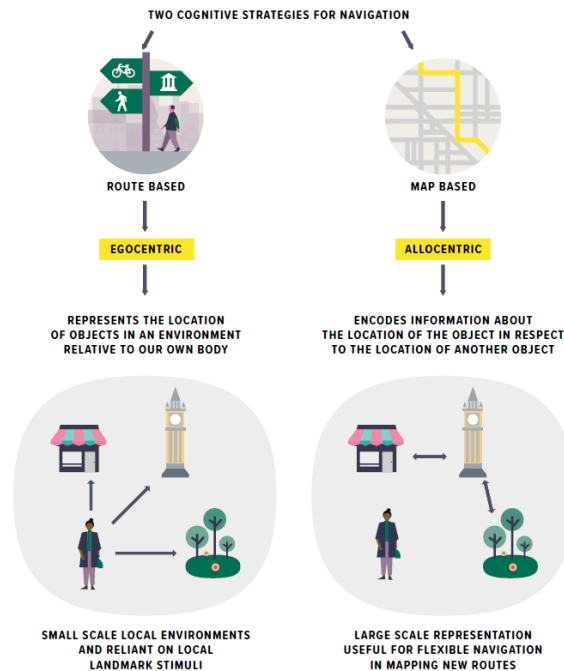 TWO COGNITIVE STRATEGIES FOR NAVIGATION
ROUTE BASED
MAP BASED
EGOCENTRIC
ALLOCENTRIC
REPRESENTS THE LOCATION
OF OBJECTS IN AN ENVIRONMENT
RELATIVE TO OUR OWN BODY
ENCODES INFORMATION ABOUT
THE LOCATION OF THE OBJECT IN RESPECT
TO THE LOCATION OF ANOTHER OBJECT
SMALL SCALE LOCAL ENVIRONMENTS
AND RELIANT ON LOCAL
LANDMARK STIMULI
LARGE SCALE REPRESENTATION
USEFUL FOR FLEXIBLE NAVIGATION
IN MAPPING NEW ROUTES